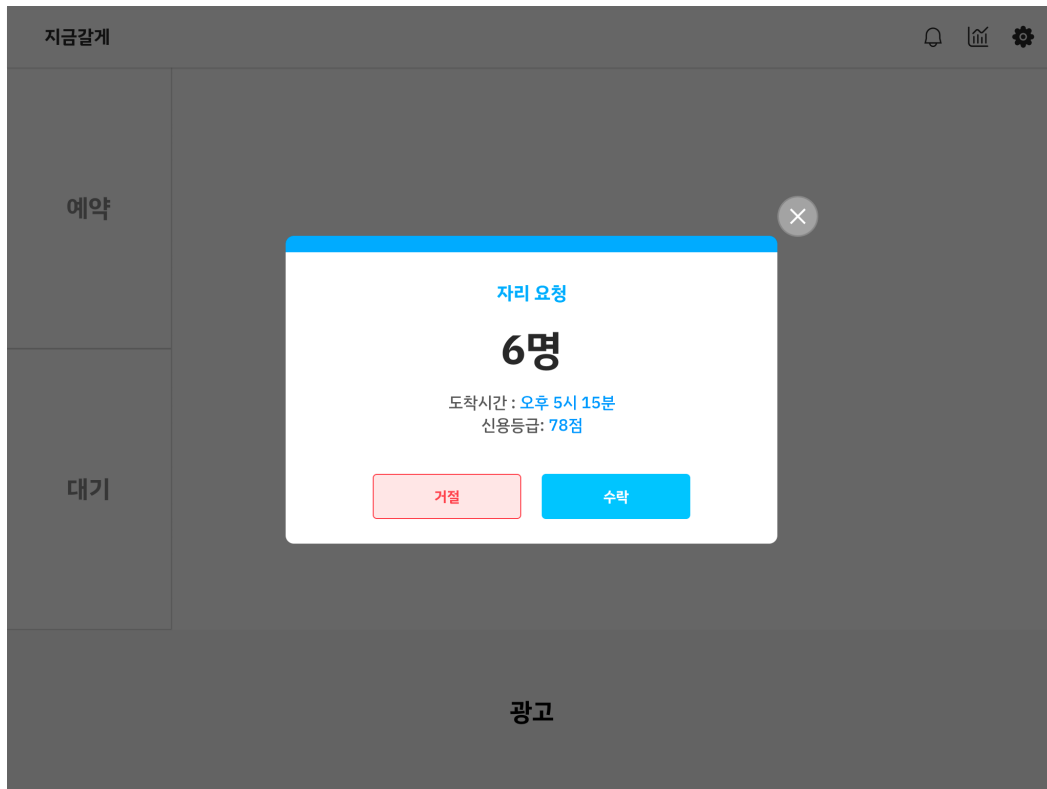 지금갈게
예약
자리 요청
6명
도착시간 : 오후 5시 15분
신용등급: 78점
거절
수락
대기
광고